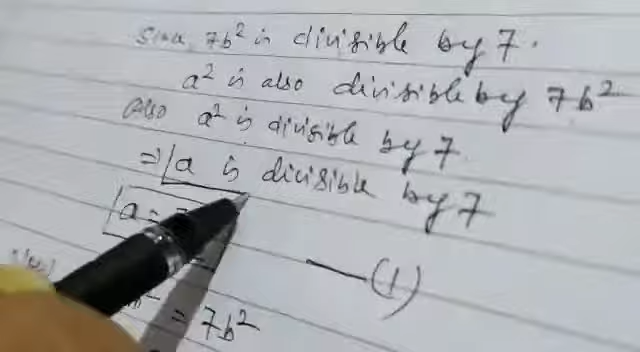 Since 7b² is divisible by 7.
a² is also divisible by 7b²
Also a² is divisible by 7.
⇒ a is divisible by 7
a =
—(1)
= 7b²